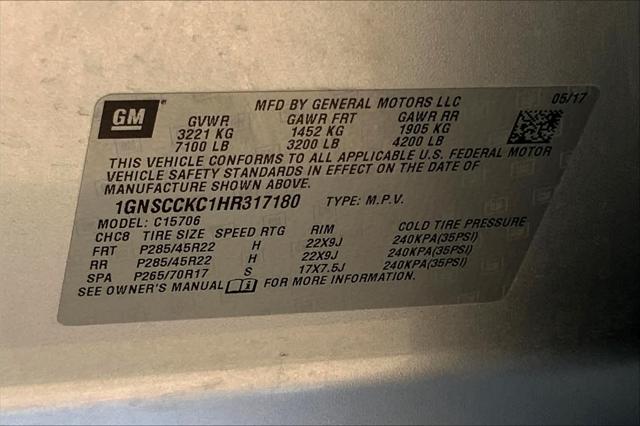 GM ®
MFD BY GENERAL MOTORS LLC 05/17
GVWR GAWR FRT GAWR RR
3221 KG 1452 KG 1905 KG
7100 LB 3200 LB 4200 LB
THIS VEHICLE CONFORMS TO ALL APPLICABLE U.S. FEDERAL MOTOR
VEHICLE SAFETY STANDARDS IN EFFECT ON THE DATE OF
MANUFACTURE SHOWN ABOVE.
1GNSCCKC1HR317180 TYPE: M.P.V.
MODEL: C15706
CHC8 TIRE SIZE SPEED RTG RIM COLD TIRE PRESSURE
FRT P285/45R22 H 22X9J 240KPA(35PSI)
RR P285/45R22 H 22X9J 240KPA(35PSI)
SPA P265/70R17 S 17X7.5J 240KPA(35PSI)
SEE OWNER'S MANUAL FOR MORE INFORMATION.